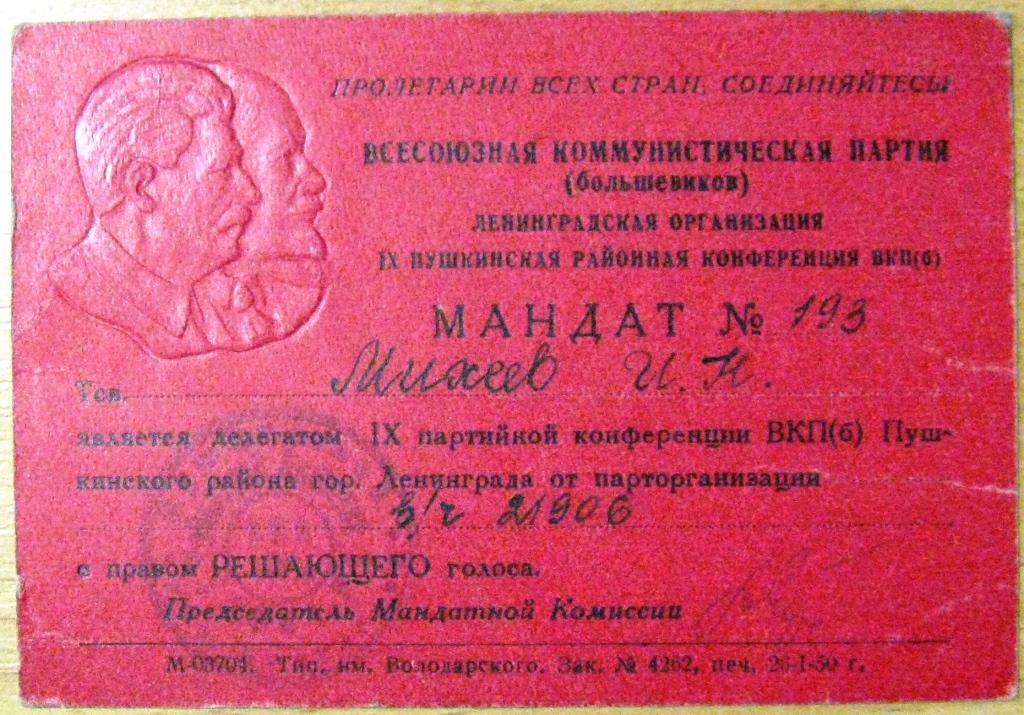 ПРОЛЕТАРИИ ВСЕХ СТРАН, СОЕДИНЯЙТЕСЬ!
ВСЕСОЮЗНАЯ КОММУНИСТИЧЕСКАЯ ПАРТИЯ
(большевиков)
ЛЕНИНГРАДСКАЯ ОРГАНИЗАЦИЯ
IX ПУШКИНСКАЯ РАЙОННАЯ КОНФЕРЕНЦИЯ ВКП(б)
МАНДАТ № 193
Тов. Михеев И. Н.
является делегатом IX партийной конференции ВКП(б) Пуш-
кинского района гор. Ленинграда от парторганизации
в/ч 21906
с правом РЕШАЮЩЕГО голоса.
Председатель Мандатной Комиссии
М-03704. Тип. им. Володарского. Зак. № 4262, печ. 26-I-50 г.